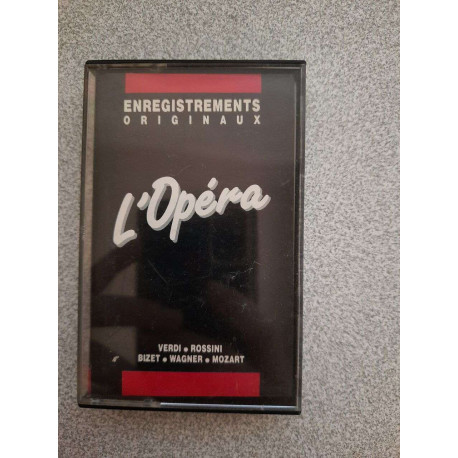 ENREGISTREMENTS
ORIGINAUX
L'Opéra
VERDI • ROSSINI
BIZET • WAGNER • MOZART